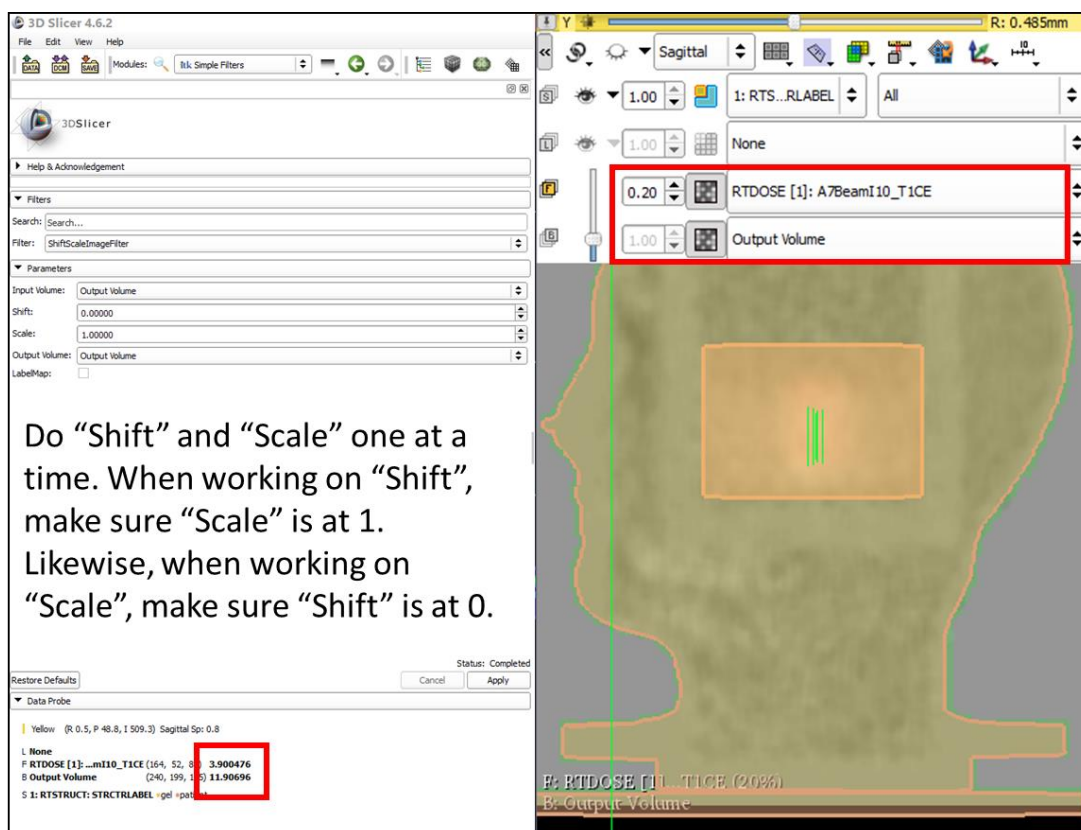 3D Slicer 4.6.2
File Edit View Help
DATA DCM SAVE Modules: Itk Simple Filters
3DSlicer
Help & Acknowledgement
Filters
Search: Search...
Filter: ShiftScaleImageFilter
Parameters
Input Volume: Output Volume
Shift: 0.00000
Scale: 1.00000
Output Volume: Output Volume
LabelMap:
Do “Shift” and “Scale” one at a
time. When working on “Shift”,
make sure “Scale” is at 1.
Likewise, when working on
“Scale”, make sure “Shift” is at 0.
Status: Completed
Restore Defaults Cancel Apply
Data Probe
Yellow (R 0.5, P 48.8, I 509.3) Sagittal Sp: 0.8
L None
F RTDOSE [1]: ...mI10_T1CE (164, 52, 3.900476
B Output Volume (240, 199, 11.90696
S 1: RTSTRUCT: STRCTRLABEL gel
Y R: 0.485mm
Sagittal 10
S 1.00 1: RTS...RLABEL All
L 1.00 None
F 0.20 RTDOSE [1]: A7BeamI10_T1CE
B 1.00 Output Volume
F: RTDOSE [1]...T1CE (20%)
B: Output Volume